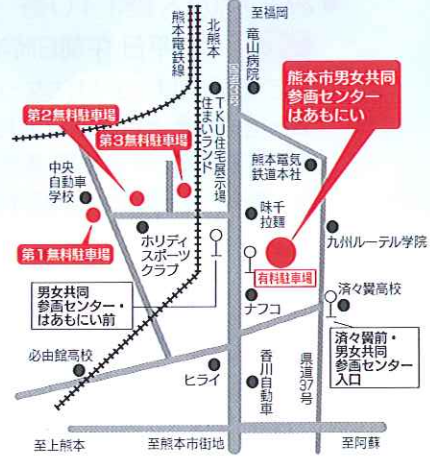 至福岡
熊本電鉄線
北熊本
国道3号
竜山病院
熊本市男女共同
参画センター
はあもにい
第2無料駐車場
第3無料駐車場
TKU住宅展示場
住まいランド
熊本電気
鉄道本社
中央
自動車
学校
味千
拉麺
九州ルーテル学院
第1無料駐車場
ホリデイ
スポーツ
クラブ
有料駐車場
男女共同
参画センター・
はあもにい前
ナフコ
済々黌高校
済々黌前・
男女共同
参画センター
入口
必由館高校
ヒライ
香川自動車
県道37号
至上熊本
至熊本市街地
至阿蘇